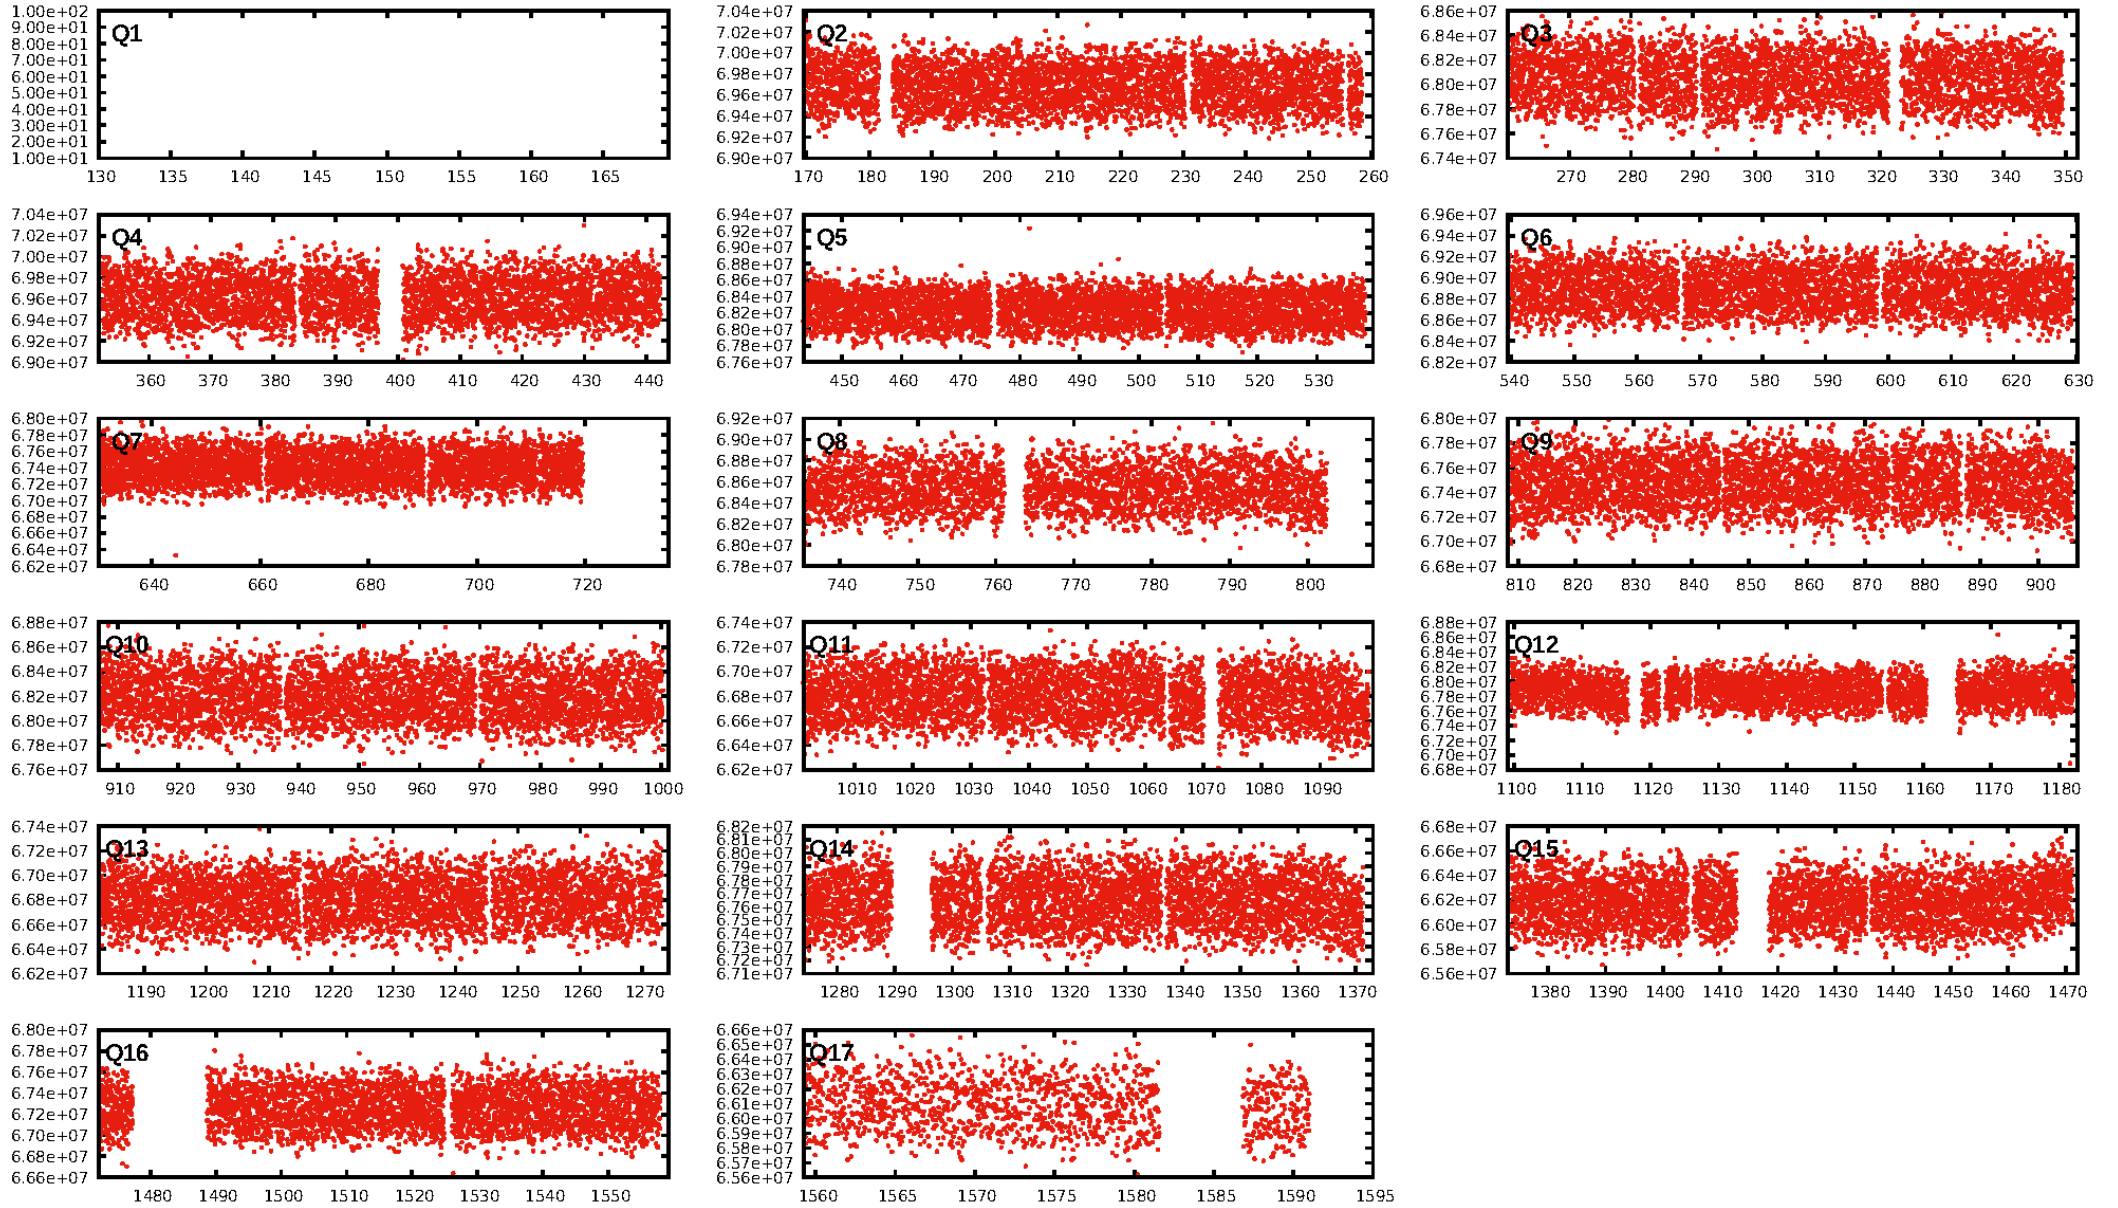 1.00e+02
9.00e+01
8.00e+01
7.00e+01
6.00e+01
5.00e+01
4.00e+01
3.00e+01
2.00e+01
1.00e+01
Q1
130 135 140 145 150 155 160 165
7.04e+07
7.02e+07
7.00e+07
6.98e+07
6.96e+07
6.94e+07
6.92e+07
6.90e+07
Q2
170 180 190 200 210 220 230 240 250 260
6.86e+07
6.84e+07
6.82e+07
6.80e+07
6.78e+07
6.76e+07
6.74e+07
Q3
270 280 290 300 310 320 330 340 350
7.04e+07
7.02e+07
7.00e+07
6.98e+07
6.96e+07
6.94e+07
6.92e+07
6.90e+07
Q4
360 370 380 390 400 410 420 430 440
6.94e+07
6.92e+07
6.90e+07
6.88e+07
6.86e+07
6.84e+07
6.82e+07
6.80e+07
6.78e+07
6.76e+07
Q5
450 460 470 480 490 500 510 520 530
6.96e+07
6.94e+07
6.92e+07
6.90e+07
6.88e+07
6.86e+07
6.84e+07
6.82e+07
Q6
540 550 560 570 580 590 600 610 620 630
6.80e+07
6.78e+07
6.76e+07
6.74e+07
6.72e+07
6.70e+07
6.68e+07
6.66e+07
6.64e+07
6.62e+07
Q7
640 660 680 700 720
6.92e+07
6.90e+07
6.88e+07
6.86e+07
6.84e+07
6.82e+07
6.80e+07
6.78e+07
Q8
740 750 760 770 780 790 800
6.80e+07
6.78e+07
6.76e+07
6.74e+07
6.72e+07
6.70e+07
6.68e+07
Q9
810 820 830 840 850 860 870 880 890 900
6.88e+07
6.86e+07
6.84e+07
6.82e+07
6.80e+07
6.78e+07
6.76e+07
Q10
910 920 930 940 950 960 970 980 990 1000
6.74e+07
6.72e+07
6.70e+07
6.68e+07
6.66e+07
6.64e+07
6.62e+07
Q11
1010 1020 1030 1040 1050 1060 1070 1080 1090
6.88e+07
6.86e+07
6.84e+07
6.82e+07
6.80e+07
6.78e+07
6.76e+07
6.74e+07
6.72e+07
6.70e+07
6.68e+07
Q12
1100 1110 1120 1130 1140 1150 1160 1170 1180
6.74e+07
6.72e+07
6.70e+07
6.68e+07
6.66e+07
6.64e+07
6.62e+07
Q13
1190 1200 1210 1220 1230 1240 1250 1260 1270
6.82e+07
6.81e+07
6.80e+07
6.79e+07
6.78e+07
6.77e+07
6.76e+07
6.75e+07
6.74e+07
6.73e+07
6.72e+07
6.71e+07
Q14
1280 1290 1300 1310 1320 1330 1340 1350 1360 1370
6.68e+07
6.66e+07
6.64e+07
6.62e+07
6.60e+07
6.58e+07
6.56e+07
Q15
1380 1390 1400 1410 1420 1430 1440 1450 1460 1470
6.80e+07
6.78e+07
6.76e+07
6.74e+07
6.72e+07
6.70e+07
6.68e+07
6.66e+07
Q16
1480 1490 1500 1510 1520 1530 1540 1550
6.66e+07
6.65e+07
6.64e+07
6.63e+07
6.62e+07
6.61e+07
6.60e+07
6.59e+07
6.58e+07
6.57e+07
6.56e+07
Q17
1560 1565 1570 1575 1580 1585 1590 1595